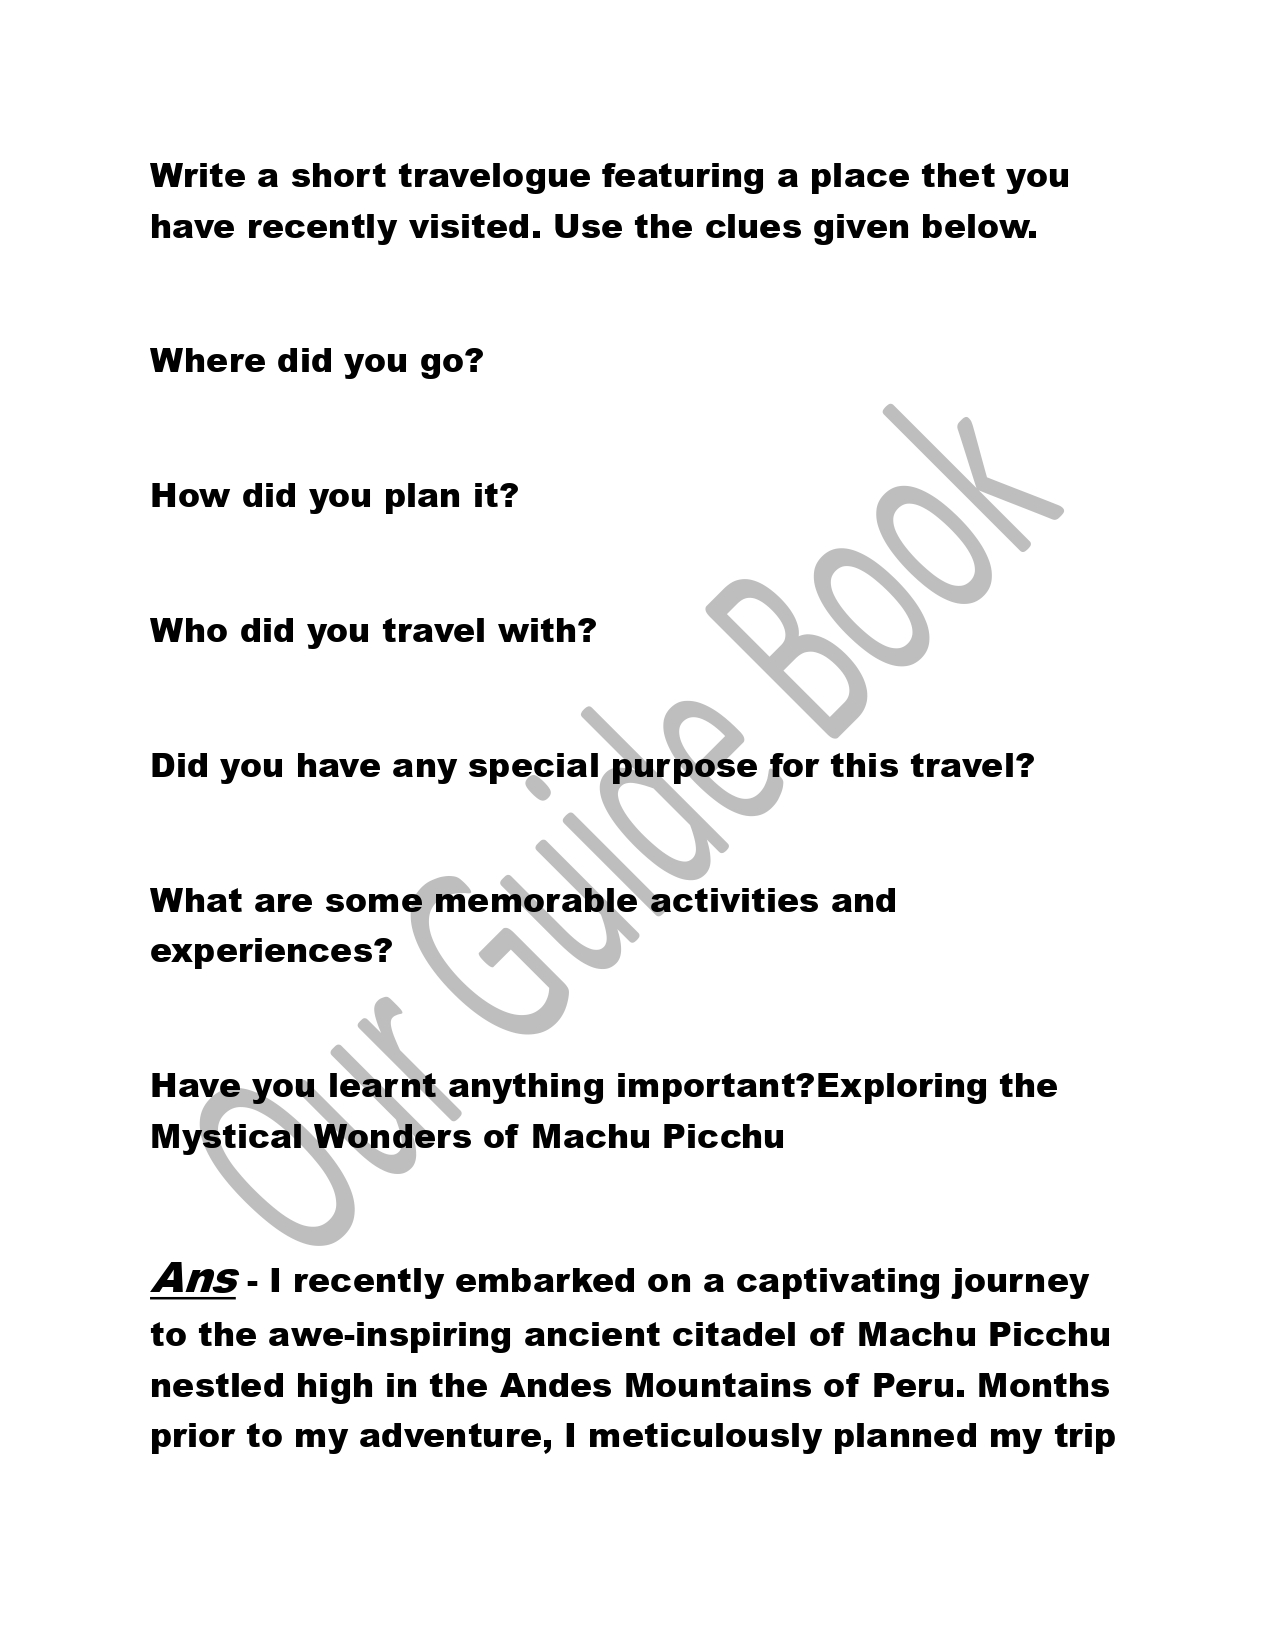 Write a short travelogue featuring a place thet you
have recently visited. Use the clues given below.
Where did you go?
How did you plan it?
Who did you travel with?
Did you have any special purpose for this travel?
What are some memorable activities and
experiences?
Have you learnt anything important?Exploring the
Mystical Wonders of Machu Picchu
Ans - I recently embarked on a captivating journey
to the awe-inspiring ancient citadel of Machu Picchu
nestled high in the Andes Mountains of Peru. Months
prior to my adventure, I meticulously planned my trip
Our Guide Book